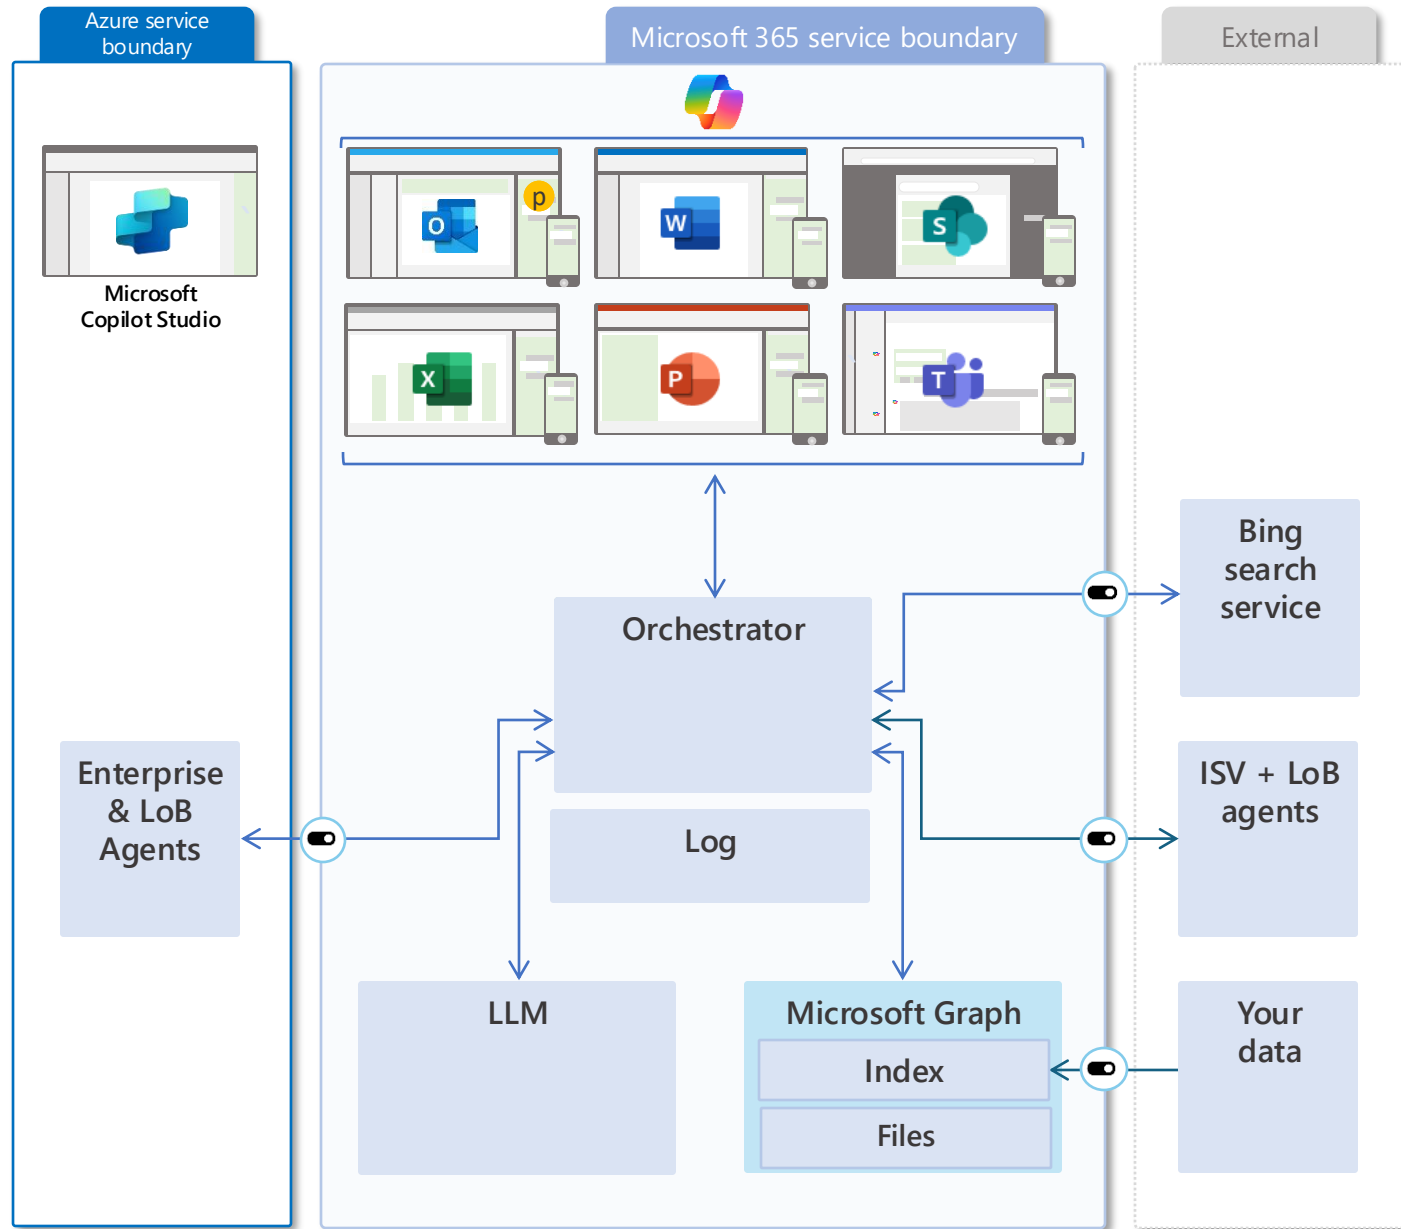 Azure service
boundary
Microsoft 365 service boundary
External
Microsoft
Copilot Studio
O
p
W
S
X
P
T
Orchestrator
Log
LLM
Microsoft Graph
Index
Files
Enterprise
& LoB
Agents
Bing
search
service
ISV + LoB
agents
Your
data